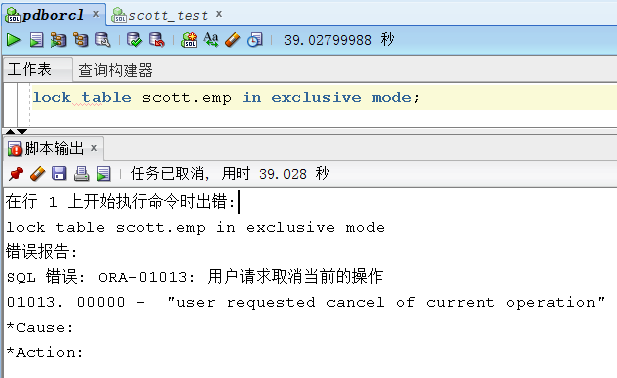 pdborcl x scott_test x
39.02799988 秒
工作表 查询构建器
lock table scott.emp in exclusive mode;
脚本输出 x
任务已取消, 用时 39.028 秒
在行 1 上开始执行命令时出错:
lock table scott.emp in exclusive mode
错误报告:
SQL 错误: ORA-01013: 用户请求取消当前的操作
01013. 00000 -  "user requested cancel of current operation"
*Cause:
*Action: